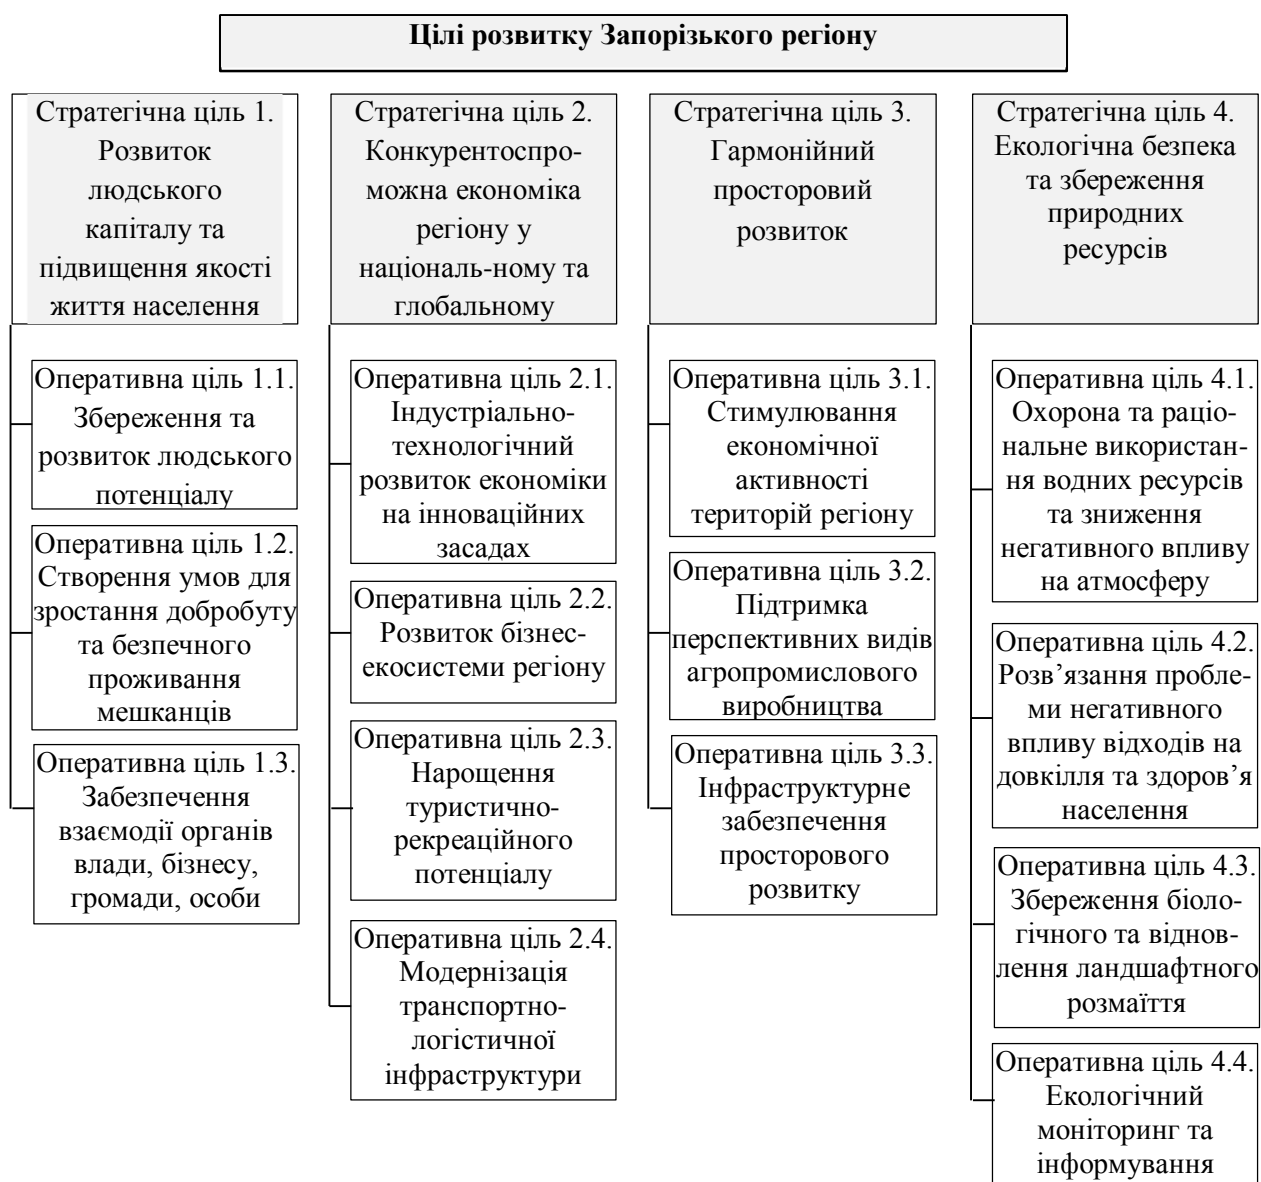 Цілі розвитку Запорізького регіону
Стратегічна ціль 1.
Розвиток
людського
капіталу та
підвищення якості
життя населення
Оперативна ціль 1.1.
Збереження та
розвиток людського
потенціалу
Оперативна ціль 1.2.
Створення умов для
зростання добробуту
та безпечного
проживання
мешканців
Оперативна ціль 1.3.
Забезпечення
взаємодії органів
влади, бізнесу,
громади, особи
Стратегічна ціль 2.
Конкурентоспро-
можна економіка
регіону у
національ-ному та
глобальному
Оперативна ціль 2.1.
Індустріально-
технологічний
розвиток економіки
на інноваційних
засадах
Оперативна ціль 2.2.
Розвиток бізнес-
екосистеми регіону
Оперативна ціль 2.3.
Нарощення
туристично-
рекреаційного
потенціалу
Оперативна ціль 2.4.
Модернізація
транспортно-
логістичної
інфраструктури
Стратегічна ціль 3.
Гармонійний
просторовий
розвиток
Оперативна ціль 3.1.
Стимулювання
економічної
активності
територій регіону
Оперативна ціль 3.2.
Підтримка
перспективних видів
агропромислового
виробництва
Оперативна ціль 3.3.
Інфраструктурне
забезпечення
просторового
розвитку
Стратегічна ціль 4.
Екологічна безпека
та збереження
природних
ресурсів
Оперативна ціль 4.1.
Охорона та раціо-
нальне використан-
ня водних ресурсів
та зниження
негативного впливу
на атмосферу
Оперативна ціль 4.2.
Розв’язання пробле-
ми негативного
впливу відходів на
довкілля та здоров’я
населення
Оперативна ціль 4.3.
Збереження біоло-
гічного та віднов-
лення ландшафтного
розмаїття
Оперативна ціль 4.4.
Екологічний
моніторинг та
інформування